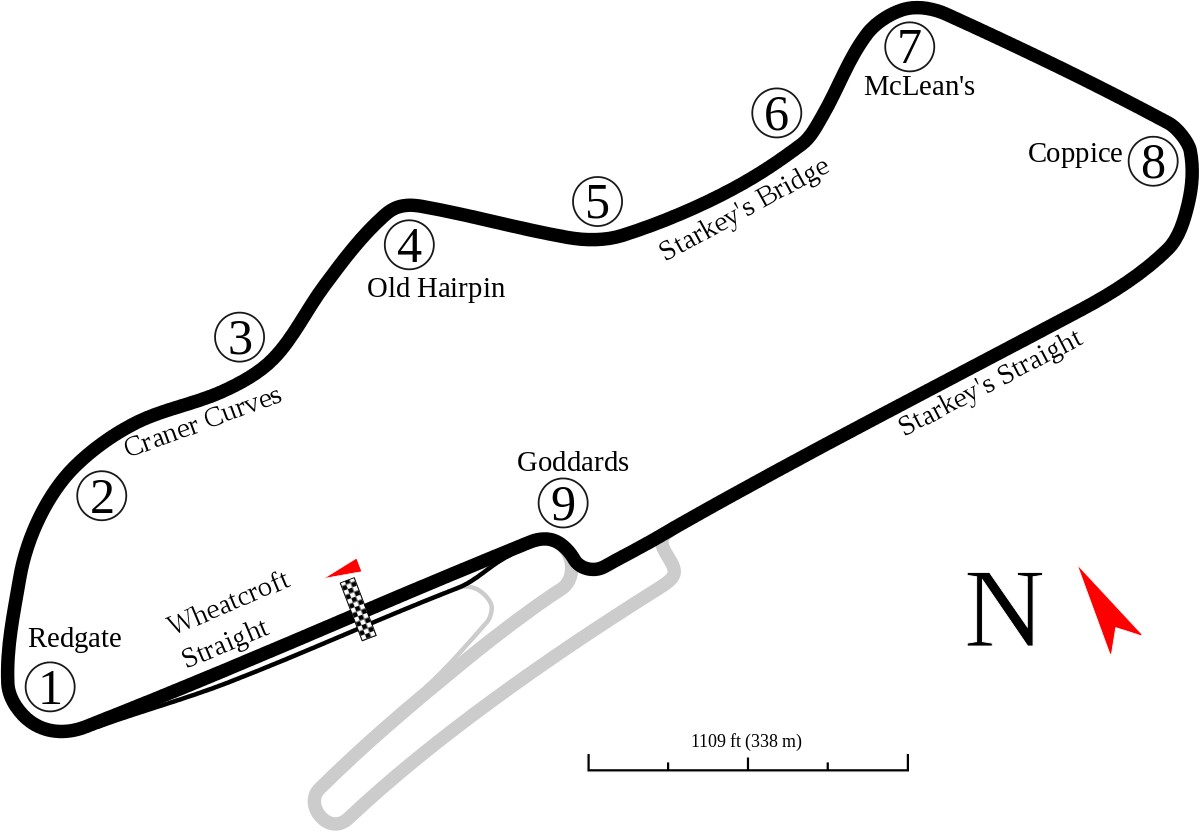 7
McLean's
6
Coppice
8
5
Starkey's Bridge
4
Old Hairpin
3
Starkey's Straight
Craner Curves
2
Goddards
9
Wheatcroft
Straight
Redgate
1
N
1109 ft (338 m)